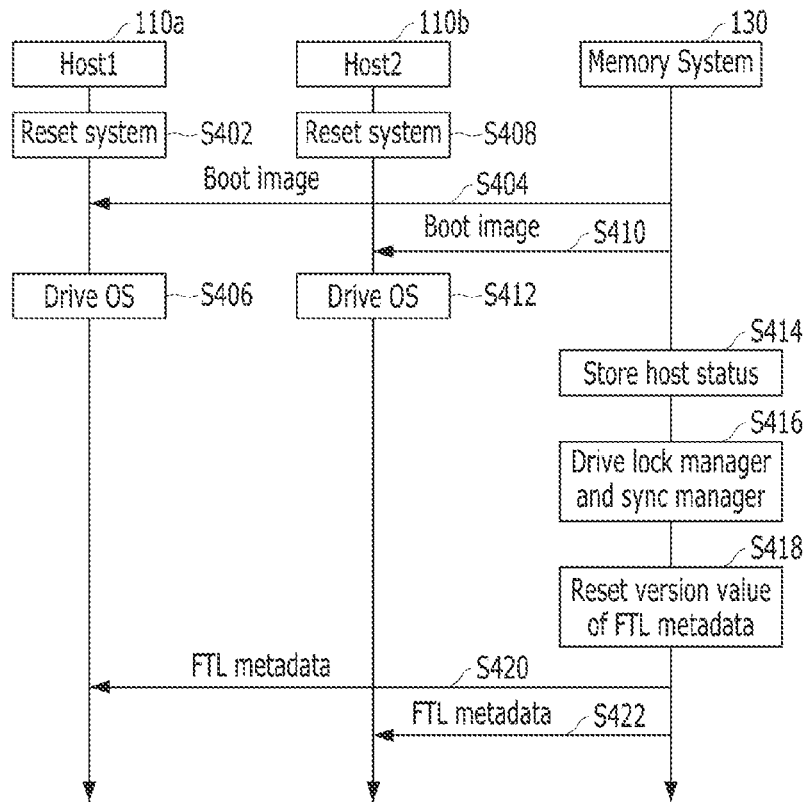 110a
110b
130
Host1
Host2
Memory System
Reset system
S402
Reset system
S408
Boot image
S404
Boot image
S410
Drive OS
S406
Drive OS
S412
S414
Store host status
S416
Drive lock manager
and sync manager
S418
Reset version value
of FTL metadata
FTL metadata
S420
FTL metadata
S422